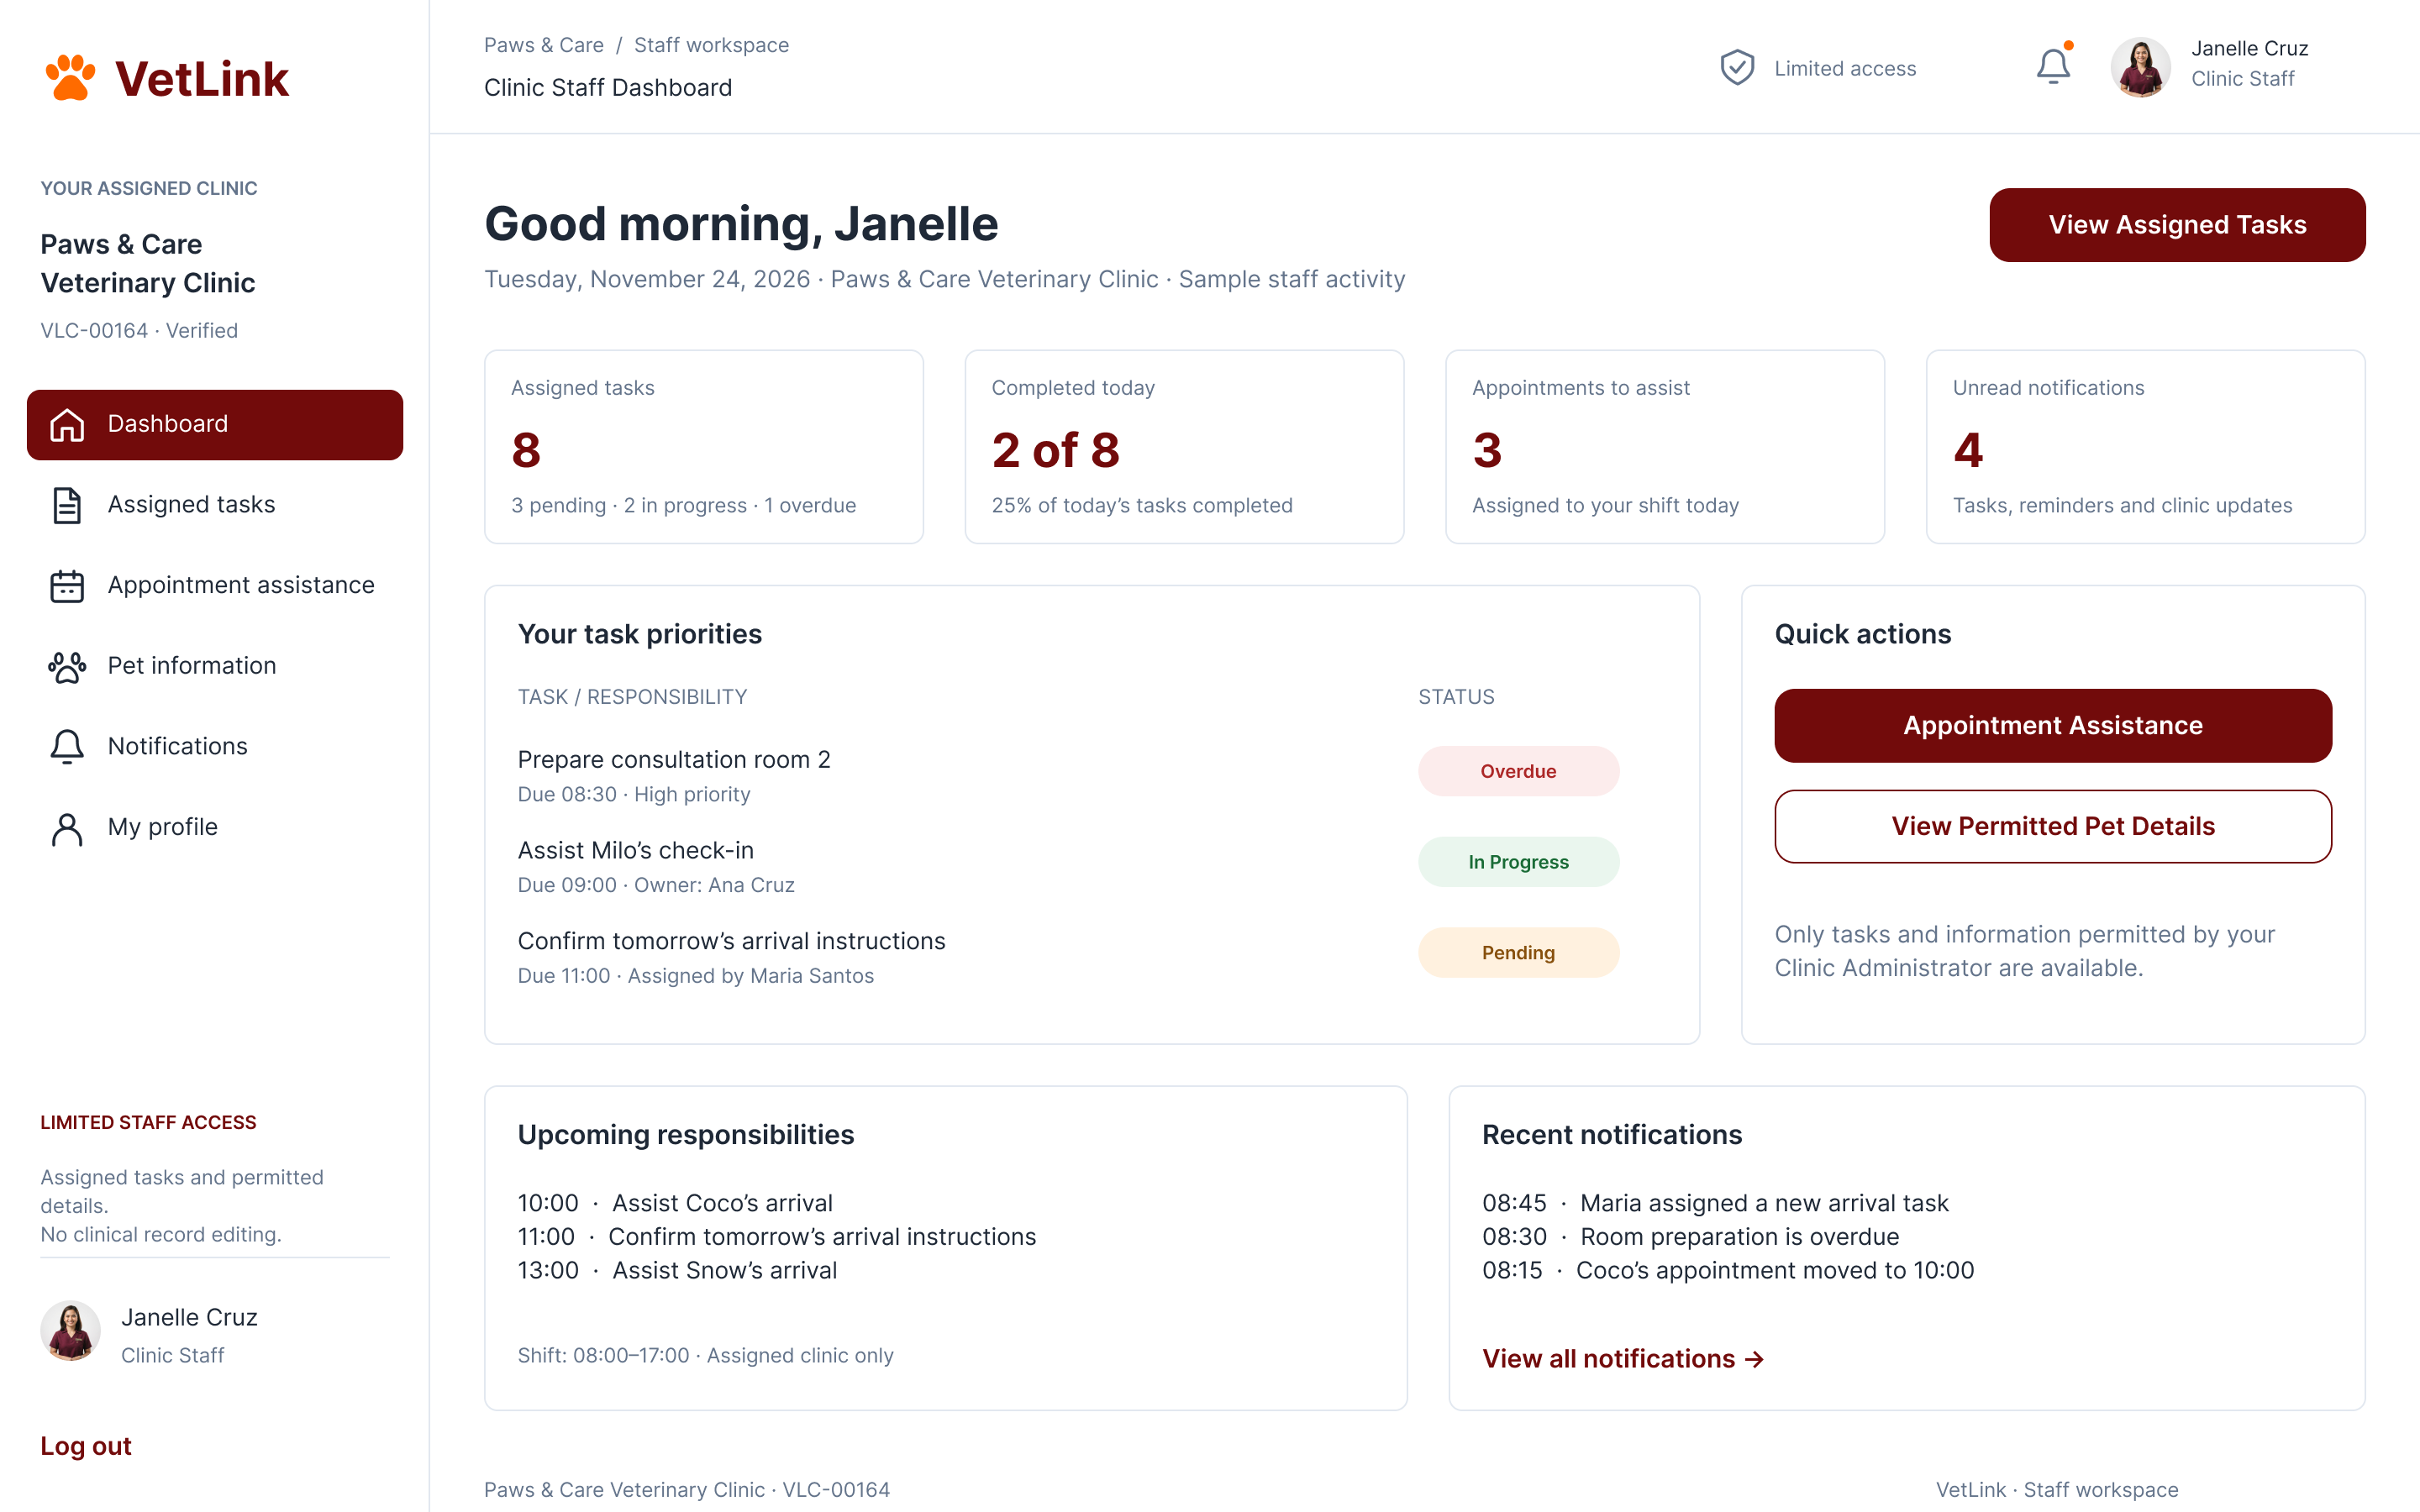 VetLink
YOUR ASSIGNED CLINIC
Paws & Care
Veterinary Clinic
VLC-00164 · Verified
Dashboard
Assigned tasks
Appointment assistance
Pet information
Notifications
My profile
LIMITED STAFF ACCESS
Assigned tasks and permitted
details.
No clinical record editing.
Janelle Cruz
Clinic Staff
Log out
Paws & Care / Staff workspace
Clinic Staff Dashboard
Limited access
Janelle Cruz
Clinic Staff
Good morning, Janelle
Tuesday, November 24, 2026 · Paws & Care Veterinary Clinic · Sample staff activity
View Assigned Tasks
Assigned tasks
8
3 pending · 2 in progress · 1 overdue
Completed today
2 of 8
25% of today’s tasks completed
Appointments to assist
3
Assigned to your shift today
Unread notifications
4
Tasks, reminders and clinic updates
Your task priorities
TASK / RESPONSIBILITY
STATUS
Prepare consultation room 2
Due 08:30 · High priority
Overdue
Assist Milo’s check-in
Due 09:00 · Owner: Ana Cruz
In Progress
Confirm tomorrow’s arrival instructions
Due 11:00 · Assigned by Maria Santos
Pending
Quick actions
Appointment Assistance
View Permitted Pet Details
Only tasks and information permitted by your
Clinic Administrator are available.
Upcoming responsibilities
10:00 · Assist Coco’s arrival
11:00 · Confirm tomorrow’s arrival instructions
13:00 · Assist Snow’s arrival
Shift: 08:00–17:00 · Assigned clinic only
Recent notifications
08:45 · Maria assigned a new arrival task
08:30 · Room preparation is overdue
08:15 · Coco’s appointment moved to 10:00
View all notifications →
Paws & Care Veterinary Clinic · VLC-00164
VetLink · Staff workspace